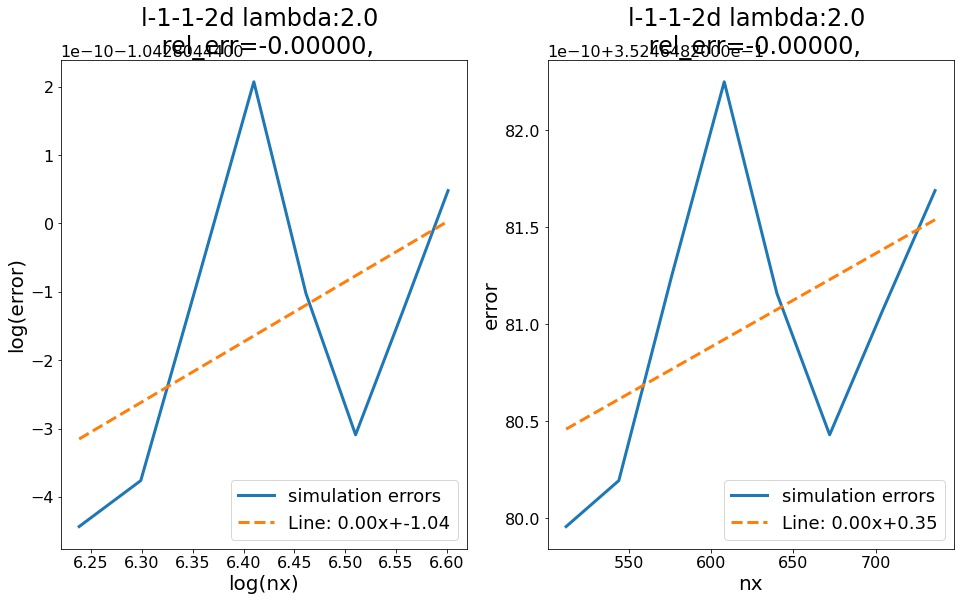 l-1-1-2d lambda:2.0
rel_err=-0.00000,
1e−10−1.0428044400
2
1
0
−1
−2
−3
−4
log(error)
6.25 6.30 6.35 6.40 6.45 6.50 6.55 6.60
log(nx)
simulation errors
Line: 0.00x+-1.04
l-1-1-2d lambda:2.0
rel_err=-0.00000,
1e−10+3.5246482000e−1
82.0
81.5
81.0
80.5
80.0
error
550 600 650 700
nx
simulation errors
Line: 0.00x+0.35